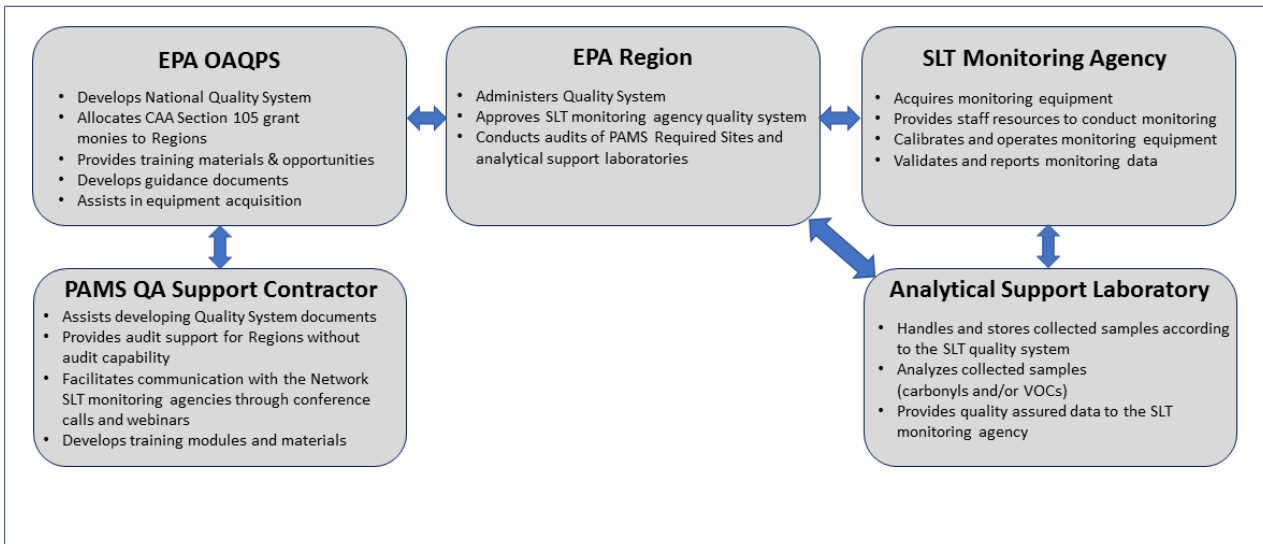 EPA OAQPS
• Develops National Quality System
• Allocates CAA Section 105 grant
monies to Regions
• Provides training materials & opportunities
• Develops guidance documents
• Assists in equipment acquisition
EPA Region
• Administers Quality System
• Approves SLT monitoring agency quality system
• Conducts audits of PAMS Required Sites and
analytical support laboratories
SLT Monitoring Agency
• Acquires monitoring equipment
• Provides staff resources to conduct monitoring
• Calibrates and operates monitoring equipment
• Validates and reports monitoring data
PAMS QA Support Contractor
• Assists developing Quality System documents
• Provides audit support for Regions without
audit capability
• Facilitates communication with the Network
SLT monitoring agencies through conference
calls and webinars
• Develops training modules and materials
Analytical Support Laboratory
• Handles and stores collected samples according
to the SLT quality system
• Analyzes collected samples
(carbonyls and/or VOCs)
• Provides quality assured data to the SLT
monitoring agency